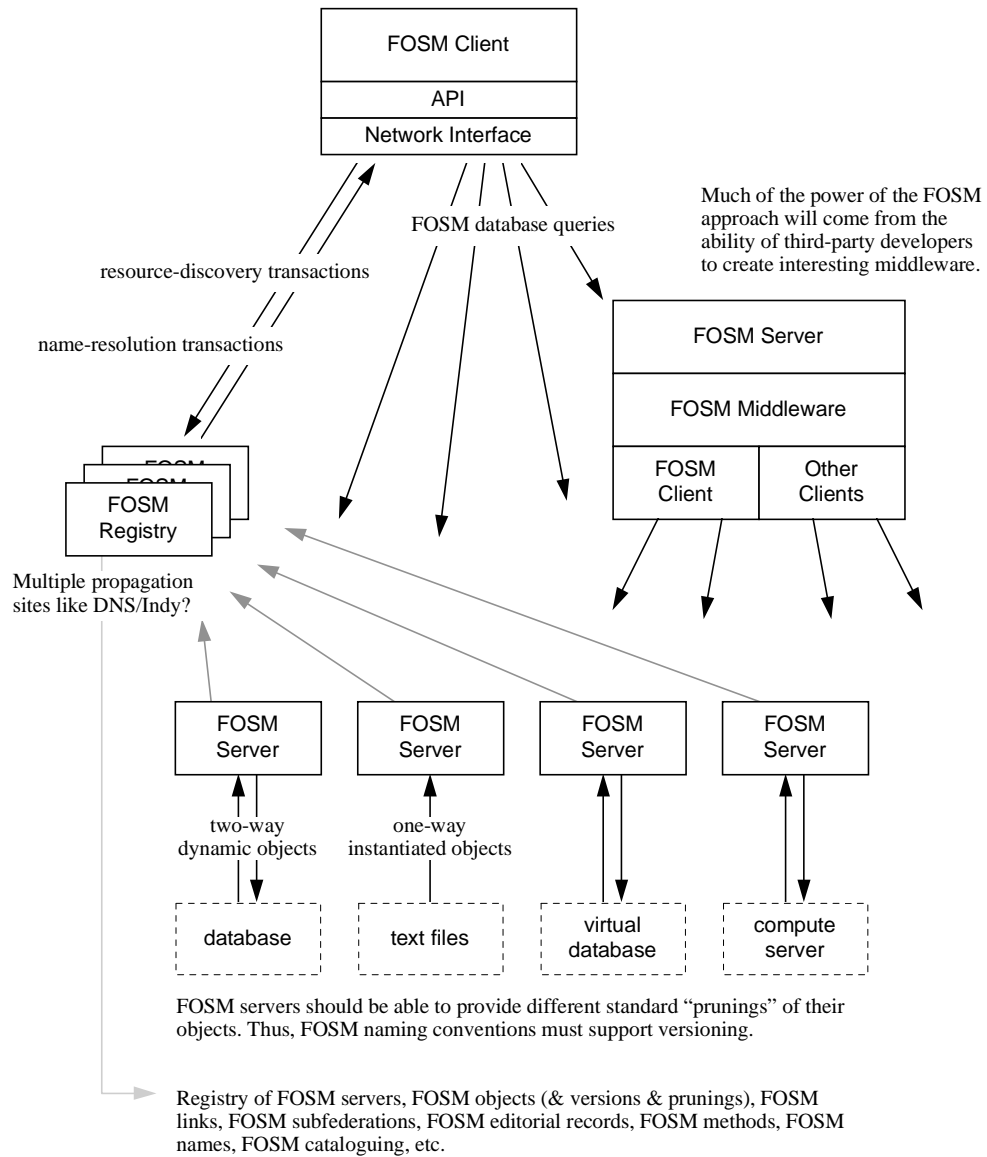 FOSM Client
API
Network Interface
FOSM database queries
Much of the power of the FOSM
approach will come from the
ability of third-party developers
to create interesting middleware.
resource-discovery transactions
name-resolution transactions
FOSM Server
FOSM Middleware
FOSM
Client
Other
Clients
FOSM
FOSM
FOSM
Registry
Multiple propagation
sites like DNS/Indy?
FOSM
Server
FOSM
Server
FOSM
Server
FOSM
Server
two-way
dynamic objects
one-way
instantiated objects
database
text files
virtual
database
compute
server
FOSM servers should be able to provide different standard “prunings” of their
objects. Thus, FOSM naming conventions must support versioning.
Registry of FOSM servers, FOSM objects (& versions & prunings), FOSM
links, FOSM subfederations, FOSM editorial records, FOSM methods, FOSM
names, FOSM cataloguing, etc.